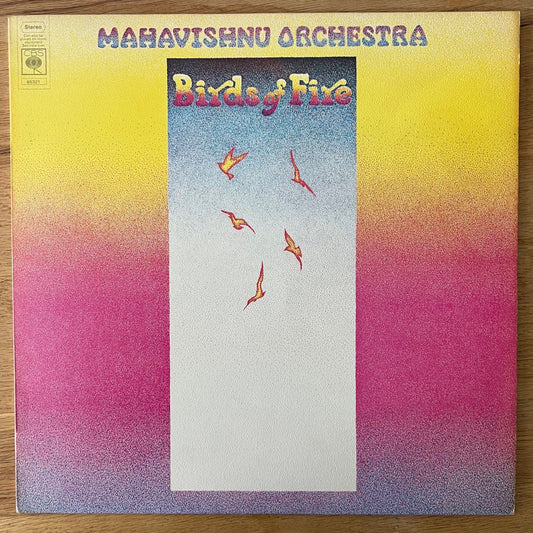 Stereo
MAHAVISHNU ORCHESTRA
CBS
65321
Birds of Fire